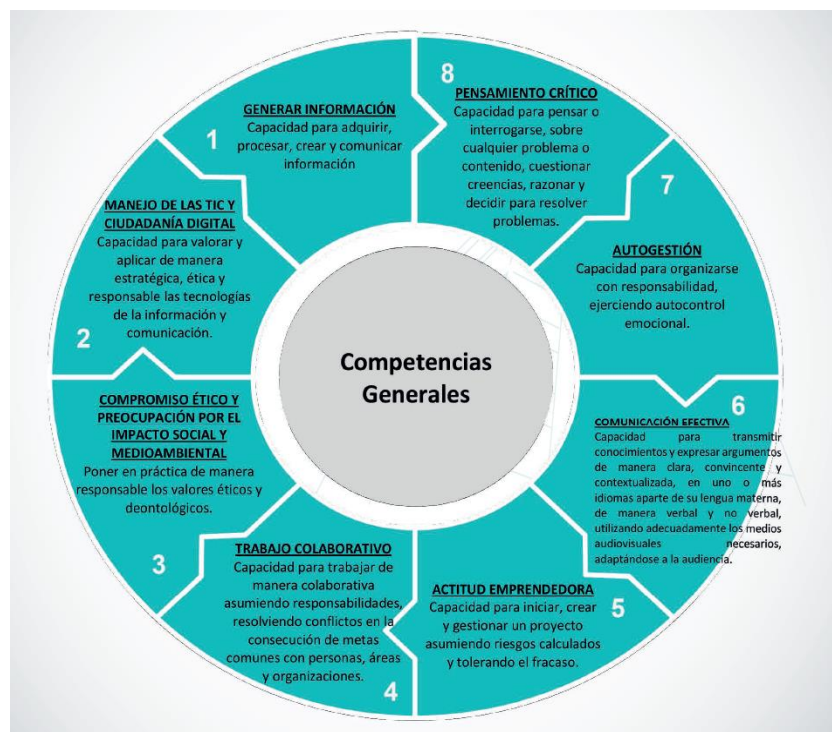 Competencias
Generales
1
GENERAR INFORMACIÓN
Capacidad para adquirir,
procesar, crear y comunicar
información
2
MANEJO DE LAS TIC Y
CIUDADANÍA DIGITAL
Capacidad para valorar y
aplicar de manera
estratégica, ética y
responsable las tecnologías
de la información y
comunicación.
3
COMPROMISO ÉTICO Y
PREOCUPACIÓN POR EL
IMPACTO SOCIAL Y
MEDIOAMBIENTAL
Poner en práctica de manera
responsable los valores éticos y
deontológicos.
4
TRABAJO COLABORATIVO
Capacidad para trabajar de
manera colaborativa
asumiendo responsabilidades,
resolviendo conflictos en la
consecución de metas
comunes con personas, áreas
y organizaciones.
5
ACTITUD EMPRENDEDORA
Capacidad para iniciar, crear
y gestionar un proyecto
asumiendo riesgos calculados
y tolerando el fracaso.
6
COMUNICACIÓN EFECTIVA
Capacidad para transmitir
conocimientos y expresar argumentos
de manera clara, convincente y
contextualizada, en uno o más
idiomas aparte de su lengua materna,
de manera verbal y no verbal,
utilizando adecuadamente los medios
audiovisuales necesarios,
adaptándose a la audiencia.
7
AUTOGESTIÓN
Capacidad para organizarse
con responsabilidad,
ejerciendo autocontrol
emocional.
8
PENSAMIENTO CRÍTICO
Capacidad para pensar o
interrogarse, sobre
cualquier problema o
contenido, cuestionar
creencias, razonar y
decidir para resolver
problemas.